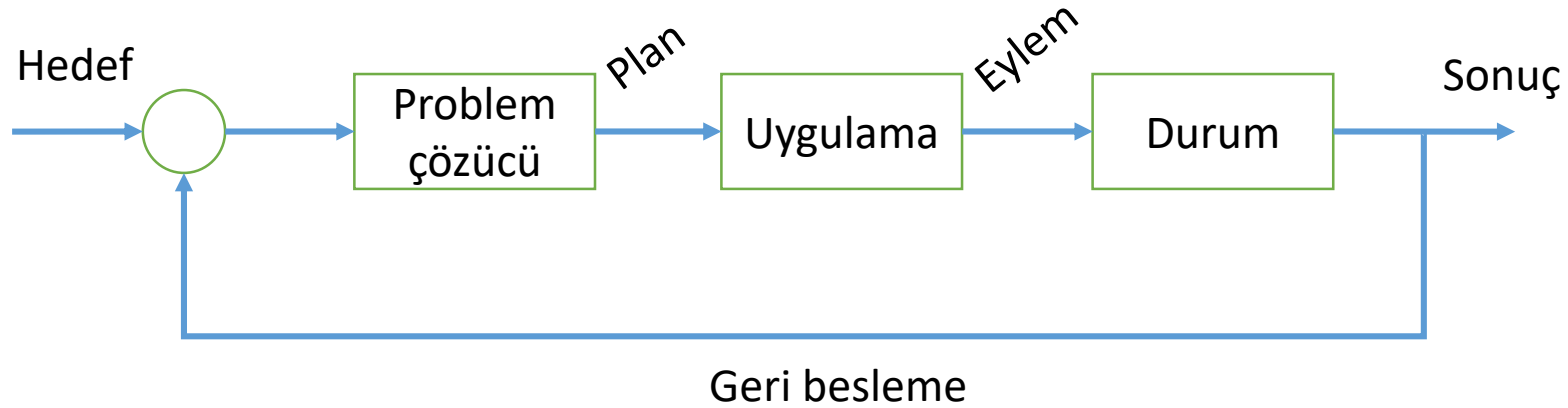 Hedef
Problem
çözücü
Plan
Uygulama
Eylem
Durum
Sonuç
Geri besleme